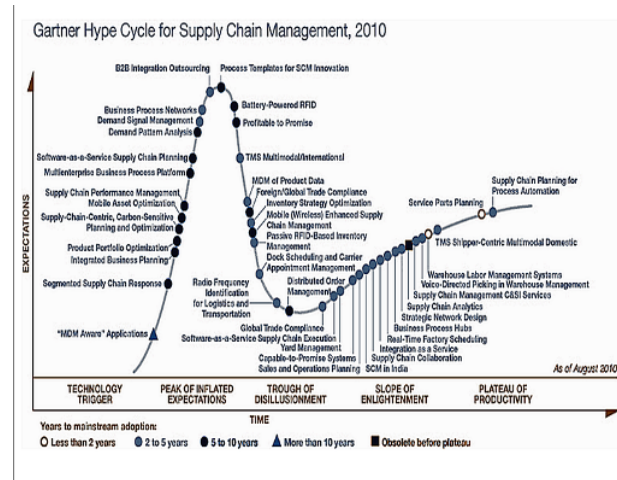 Gartner Hype Cycle for Supply Chain Management, 2010
B2B Integration Outsourcing
Process Templates for SCM Innovation
Business Process Networks
Demand Signal Management
Demand Pattern Analysis
Battery-Powered RFID
Profitable to Promise
Software-as-a-Service Supply Chain Planning
Multienterprise Business Process Platform
TMS Multimodal/International
Supply Chain Performance Management
Mobile Asset Optimization
Supply-Chain-Centric, Carbon-Sensitive
Planning and Optimization
Product Portfolio Optimization
Integrated Business Planning
Segmented Supply Chain Response
"MDM Aware" Applications
MDM of Product Data
Foreign/Global Trade Compliance
Inventory Strategy Optimization
Mobile (Wireless) Enhanced Supply
Chain Management
Passive RFID-Based Inventory
Management
Dock Scheduling and Carrier
Appointment Management
Radio Frequency
Identification
for Logistics and
Transportation
Distributed Order
Management
Global Trade Compliance
Software-as-a-Service Supply Chain Execution
Yard Management
Capable-to-Promise Systems
Sales and Operations Planning
SCM in India
Supply Chain Collaboration
Integration as a Service
Real-Time Factory Scheduling
Business Process Hubs
Strategic Network Design
Supply Chain Analytics
Supply Chain Management C&SI Services
Voice-Directed Picking in Warehouse Management
Warehouse Labor Management Systems
TMS Shipper-Centric Multimodal Domestic
Service Parts Planning
Supply Chain Planning for
Process Automation
EXPECTATIONS
As of August 2010
TECHNOLOGY
TRIGGER
PEAK OF INFLATED
EXPECTATIONS
TROUGH OF
DISILLUSIONMENT
SLOPE OF
ENLIGHTENMENT
PLATEAU OF
PRODUCTIVITY
TIME
Years to mainstream adoption:
Less than 2 years
2 to 5 years
5 to 10 years
More than 10 years
Obsolete before plateau